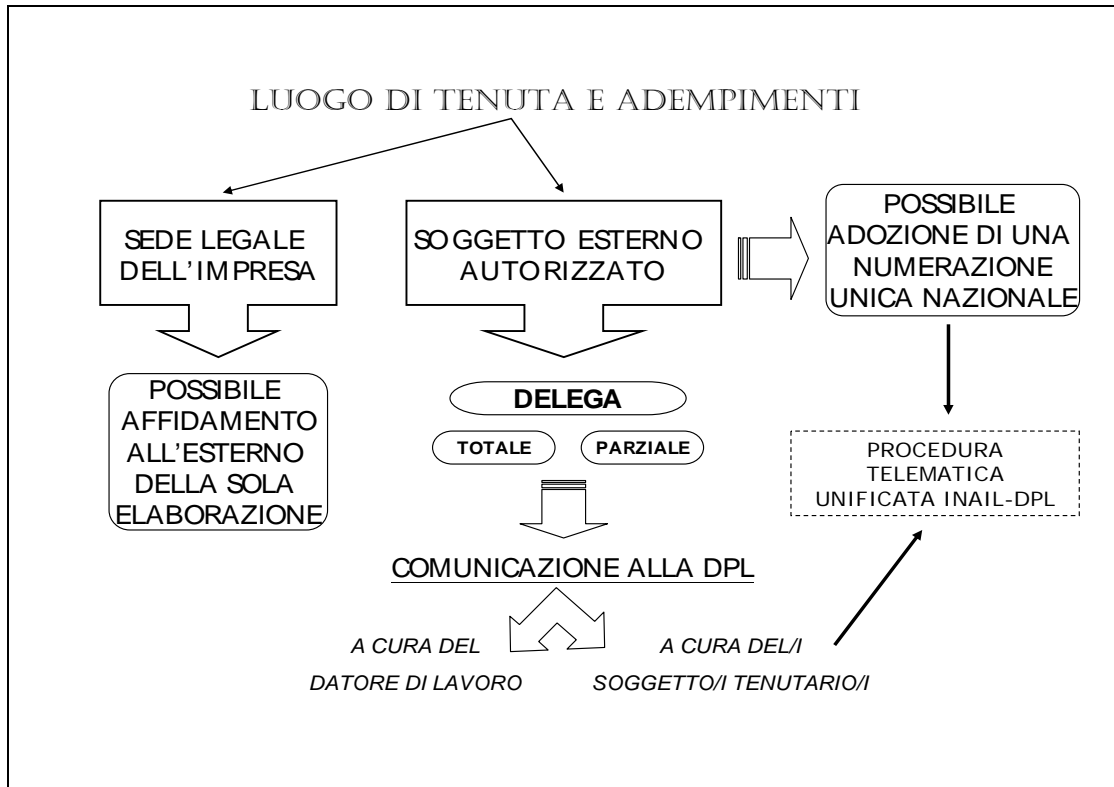 LUOGO DI TENUTA E ADEMPIMENTI
SEDE LEGALE
DELL'IMPRESA
SOGGETTO ESTERNO
AUTORIZZATO
POSSIBILE
ADOZIONE DI UNA
NUMERAZIONE
UNICA NAZIONALE
POSSIBILE
AFFIDAMENTO
ALL'ESTERNO
DELLA SOLA
ELABORAZIONE
DELEGA
TOTALE
PARZIALE
PROCEDURA
TELEMATICA
UNIFICATA INAIL-DPL
COMUNICAZIONE ALLA DPL
A CURA DEL
DATORE DI LAVORO
A CURA DEL/I
SOGGETTO/I TENUTARIO/I